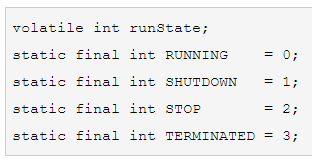 volatile int runState;
static final int RUNNING    = 0;
static final int SHUTDOWN   = 1;
static final int STOP       = 2;
static final int TERMINATED = 3;